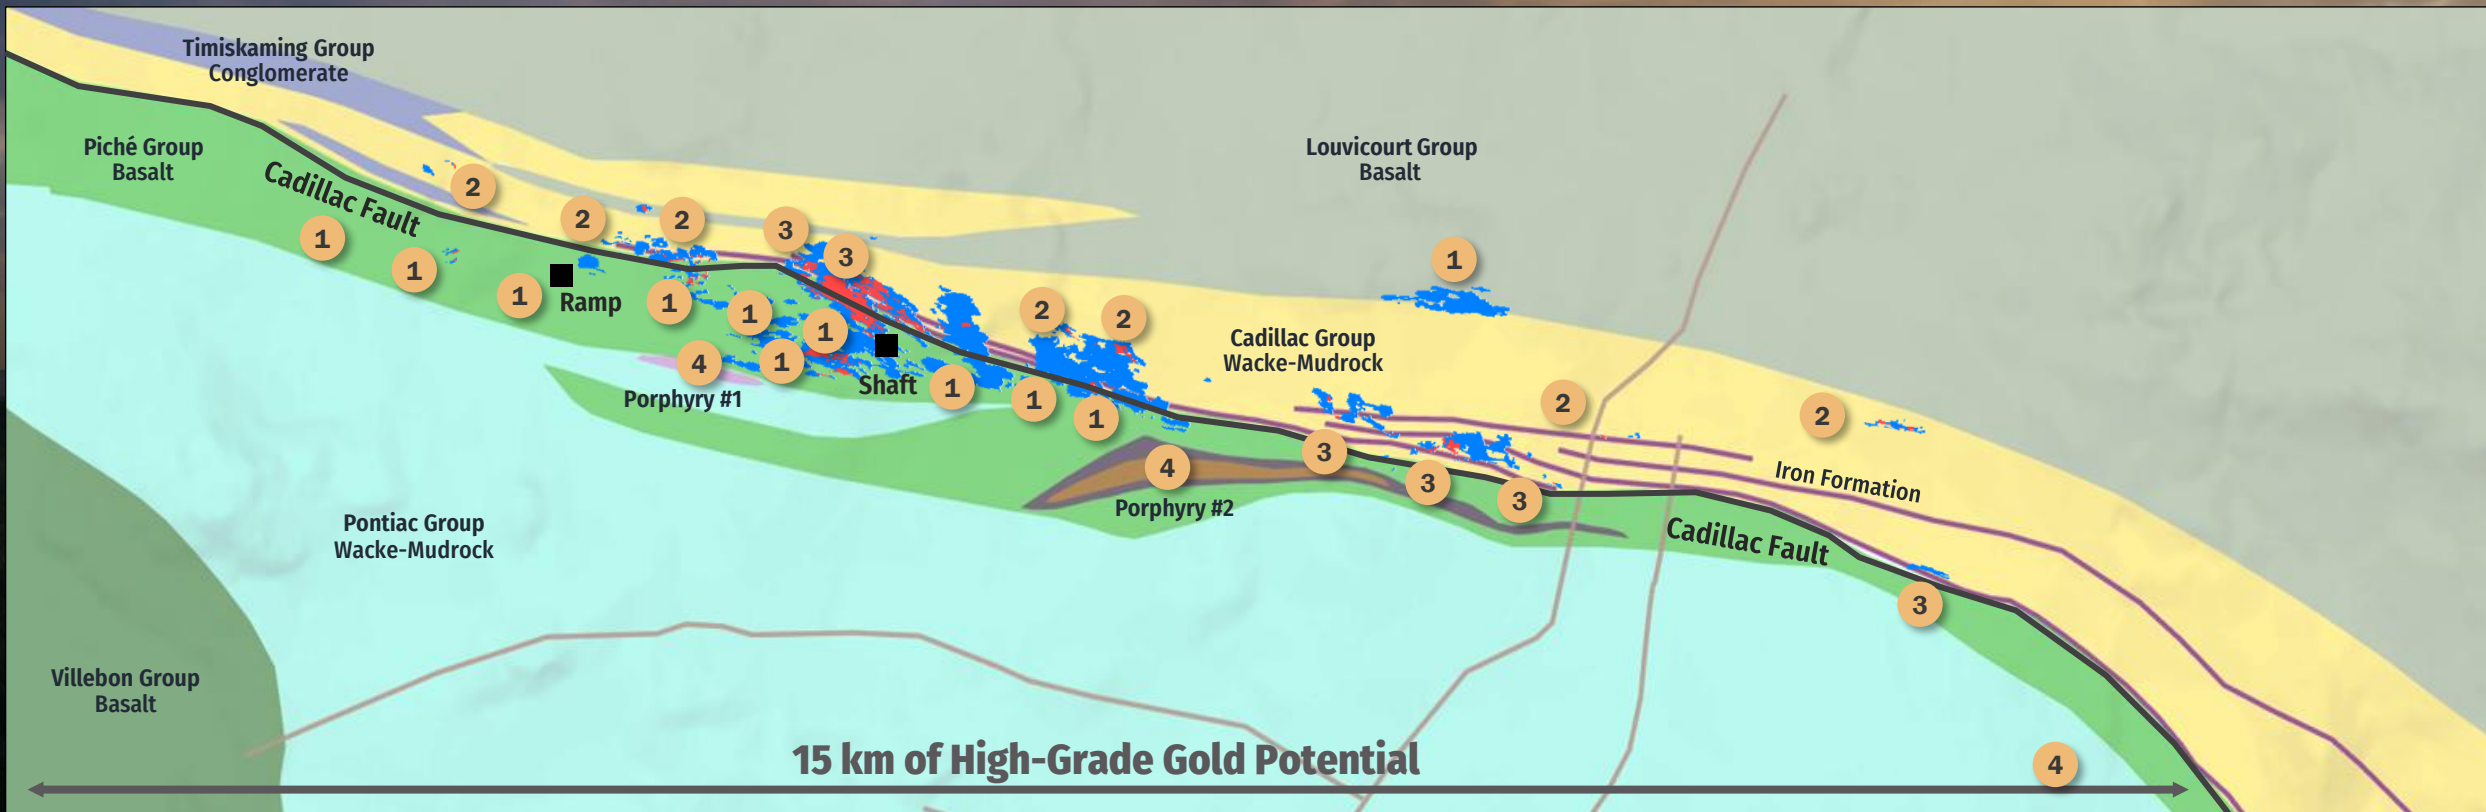 Timiskaming Group
Conglomerate
Piché Group
Basalt
Louvicourt Group
Basalt
Cadillac Fault
2
2
2
3
3
1
1
1
1
Ramp
1
1
1
1
4
Porphyry #1
Shaft
1
1
1
2
2
Cadillac Group
Wacke-Mudrock
2
2
3
3
3
4
Porphyry #2
Iron Formation
Cadillac Fault
Pontiac Group
Wacke-Mudrock
3
Villebon Group
Basalt
15 km of High-Grade Gold Potential
4